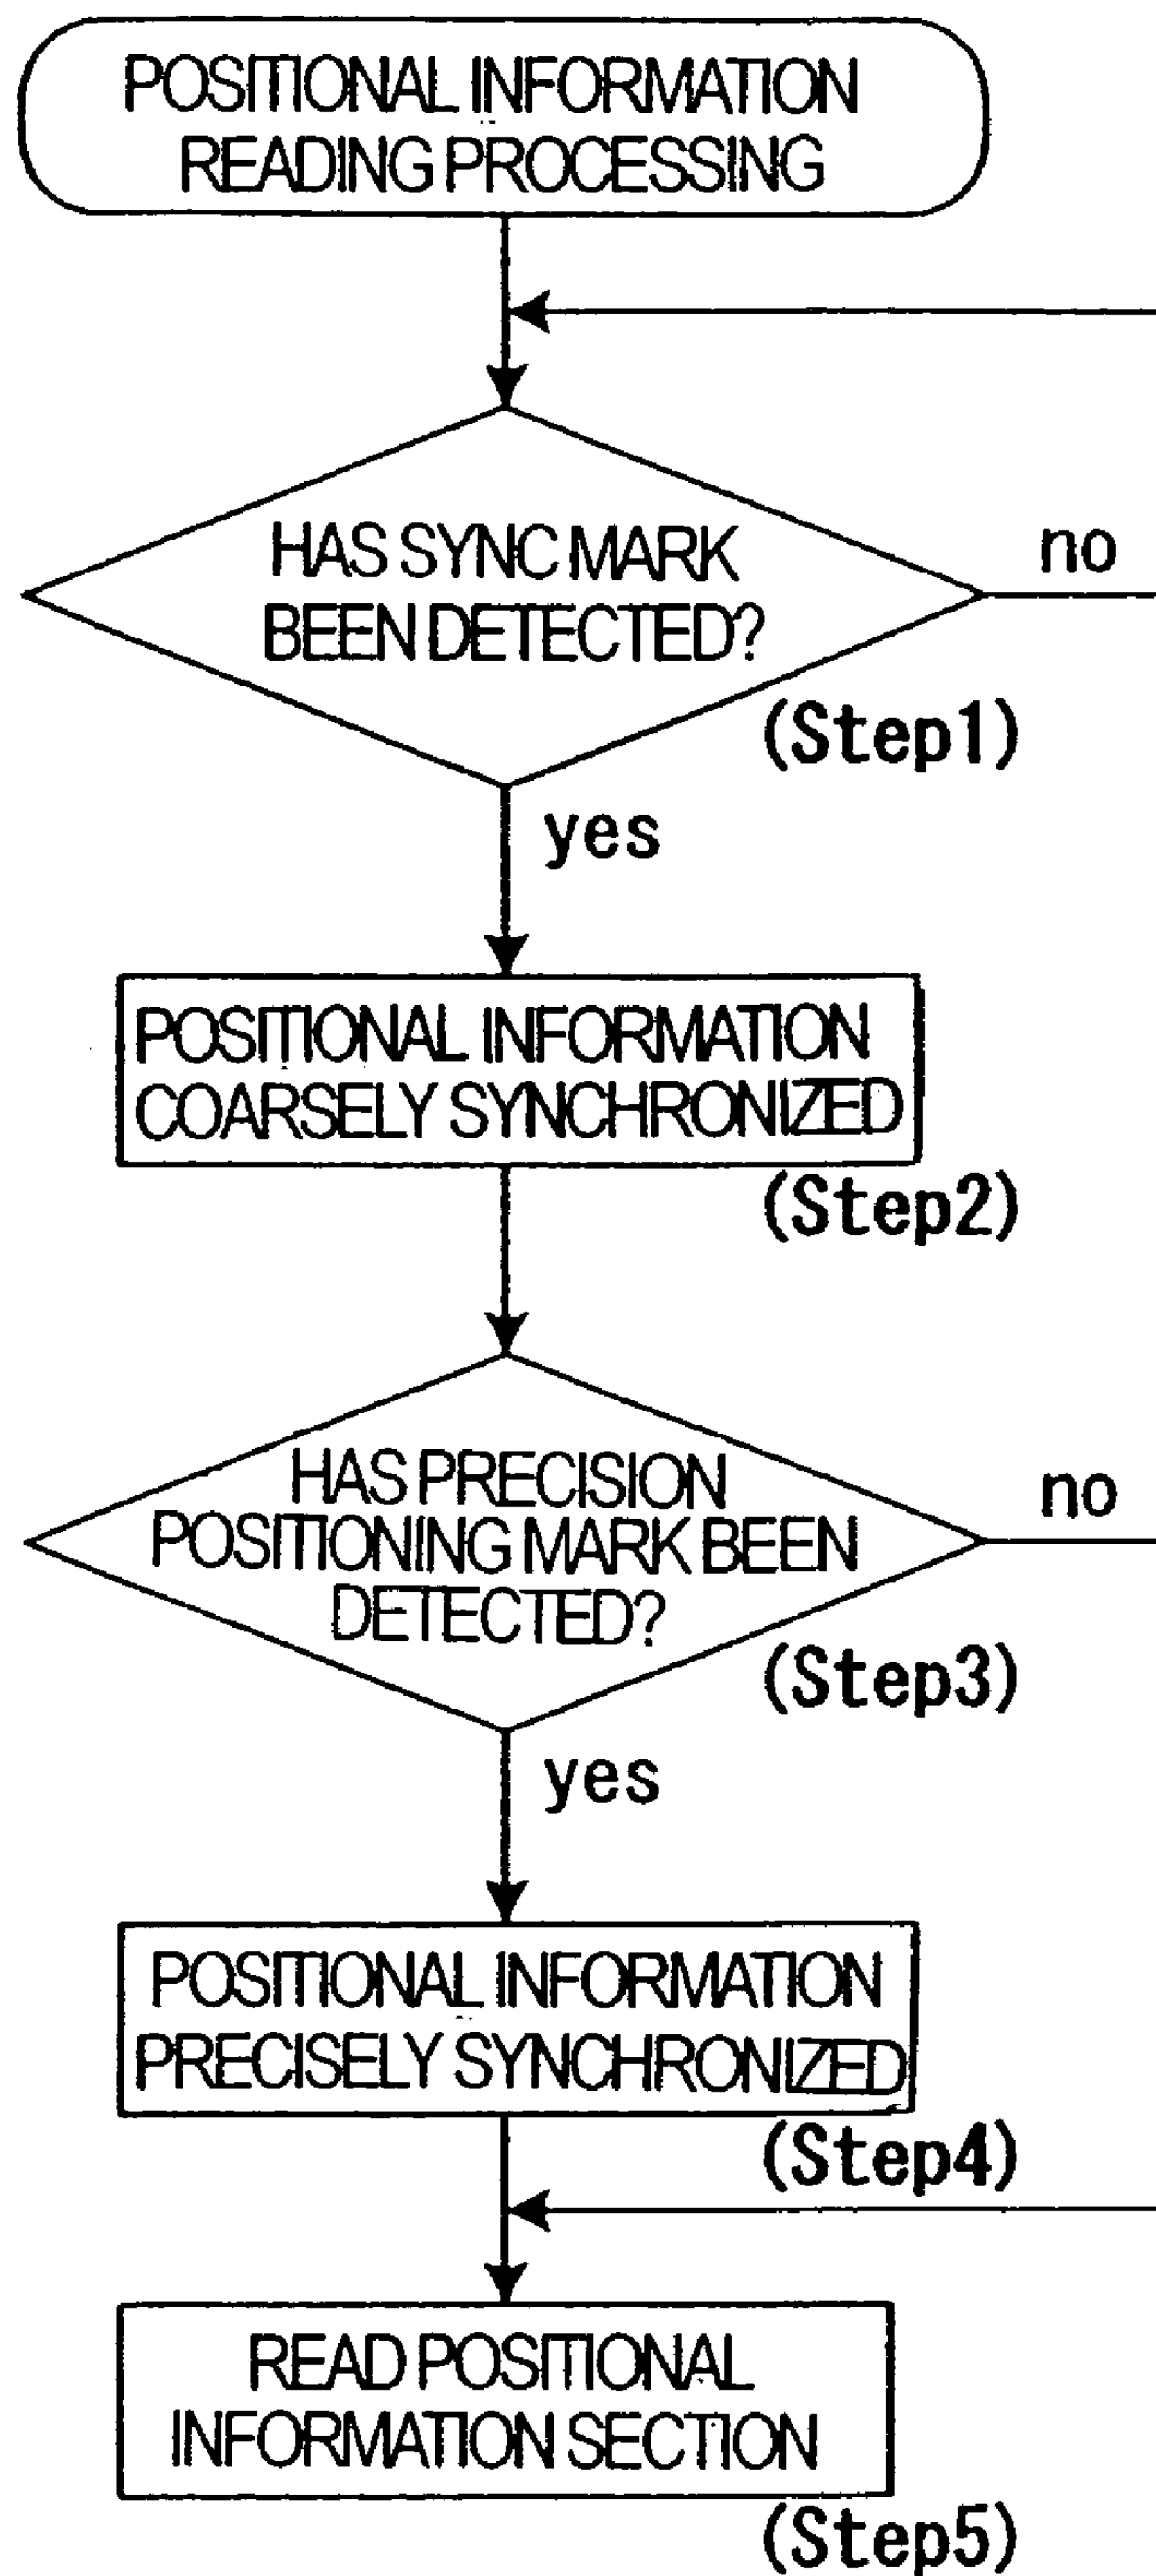 POSITIONAL INFORMATION
READING PROCESSING
HAS SYNC MARK
BEEN DETECTED?
no
(Step1)
yes
POSITIONAL INFORMATION
COARSELY SYNCHRONIZED
(Step2)
HAS PRECISION
POSITIONING MARK BEEN
DETECTED?
no
(Step3)
yes
POSITIONAL INFORMATION
PRECISELY SYNCHRONIZED
(Step4)
READ POSITIONAL
INFORMATION SECTION
(Step5)